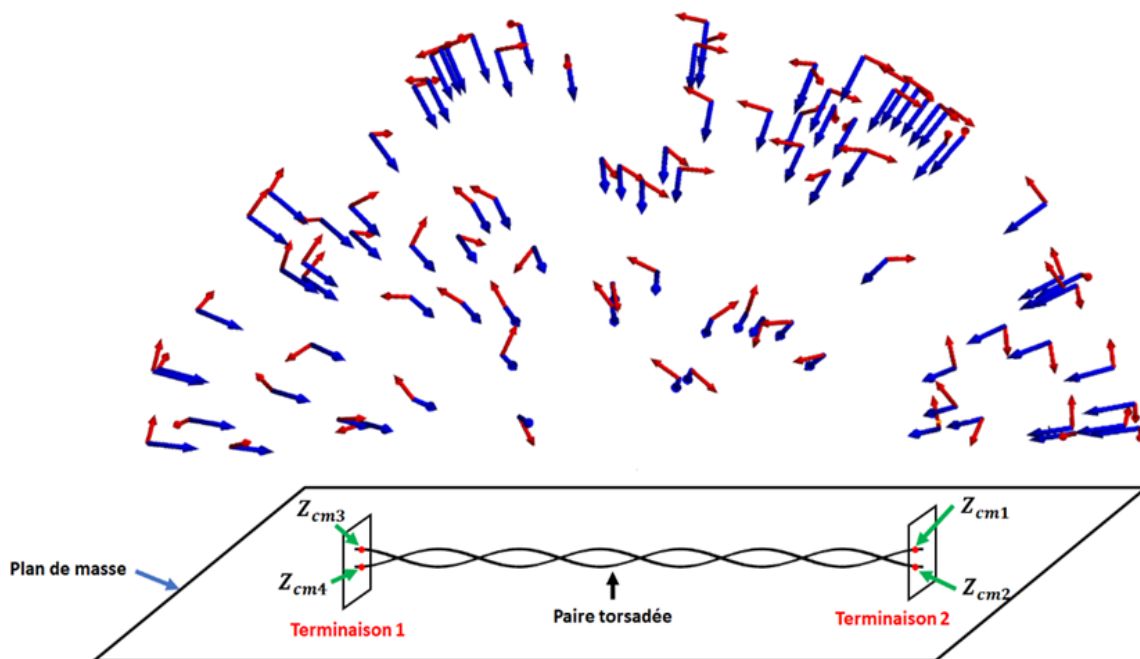 Z_cm3
Z_cm1
Plan de masse
Z_cm4
Z_cm2
Paire torsadée
Terminaison 1
Terminaison 2